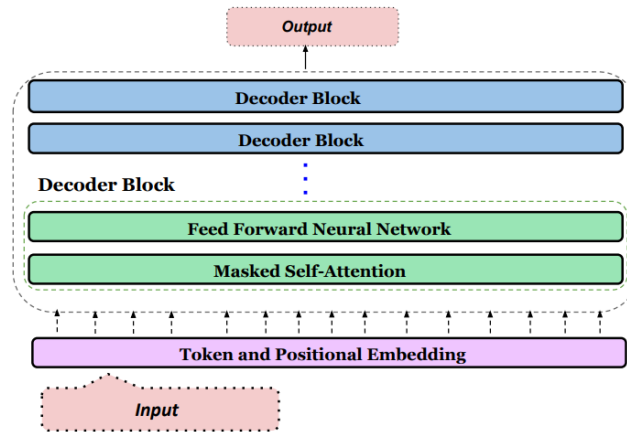 Output
Decoder Block
Decoder Block
Decoder Block
Feed Forward Neural Network
Masked Self-Attention
Token and Positional Embedding
Input